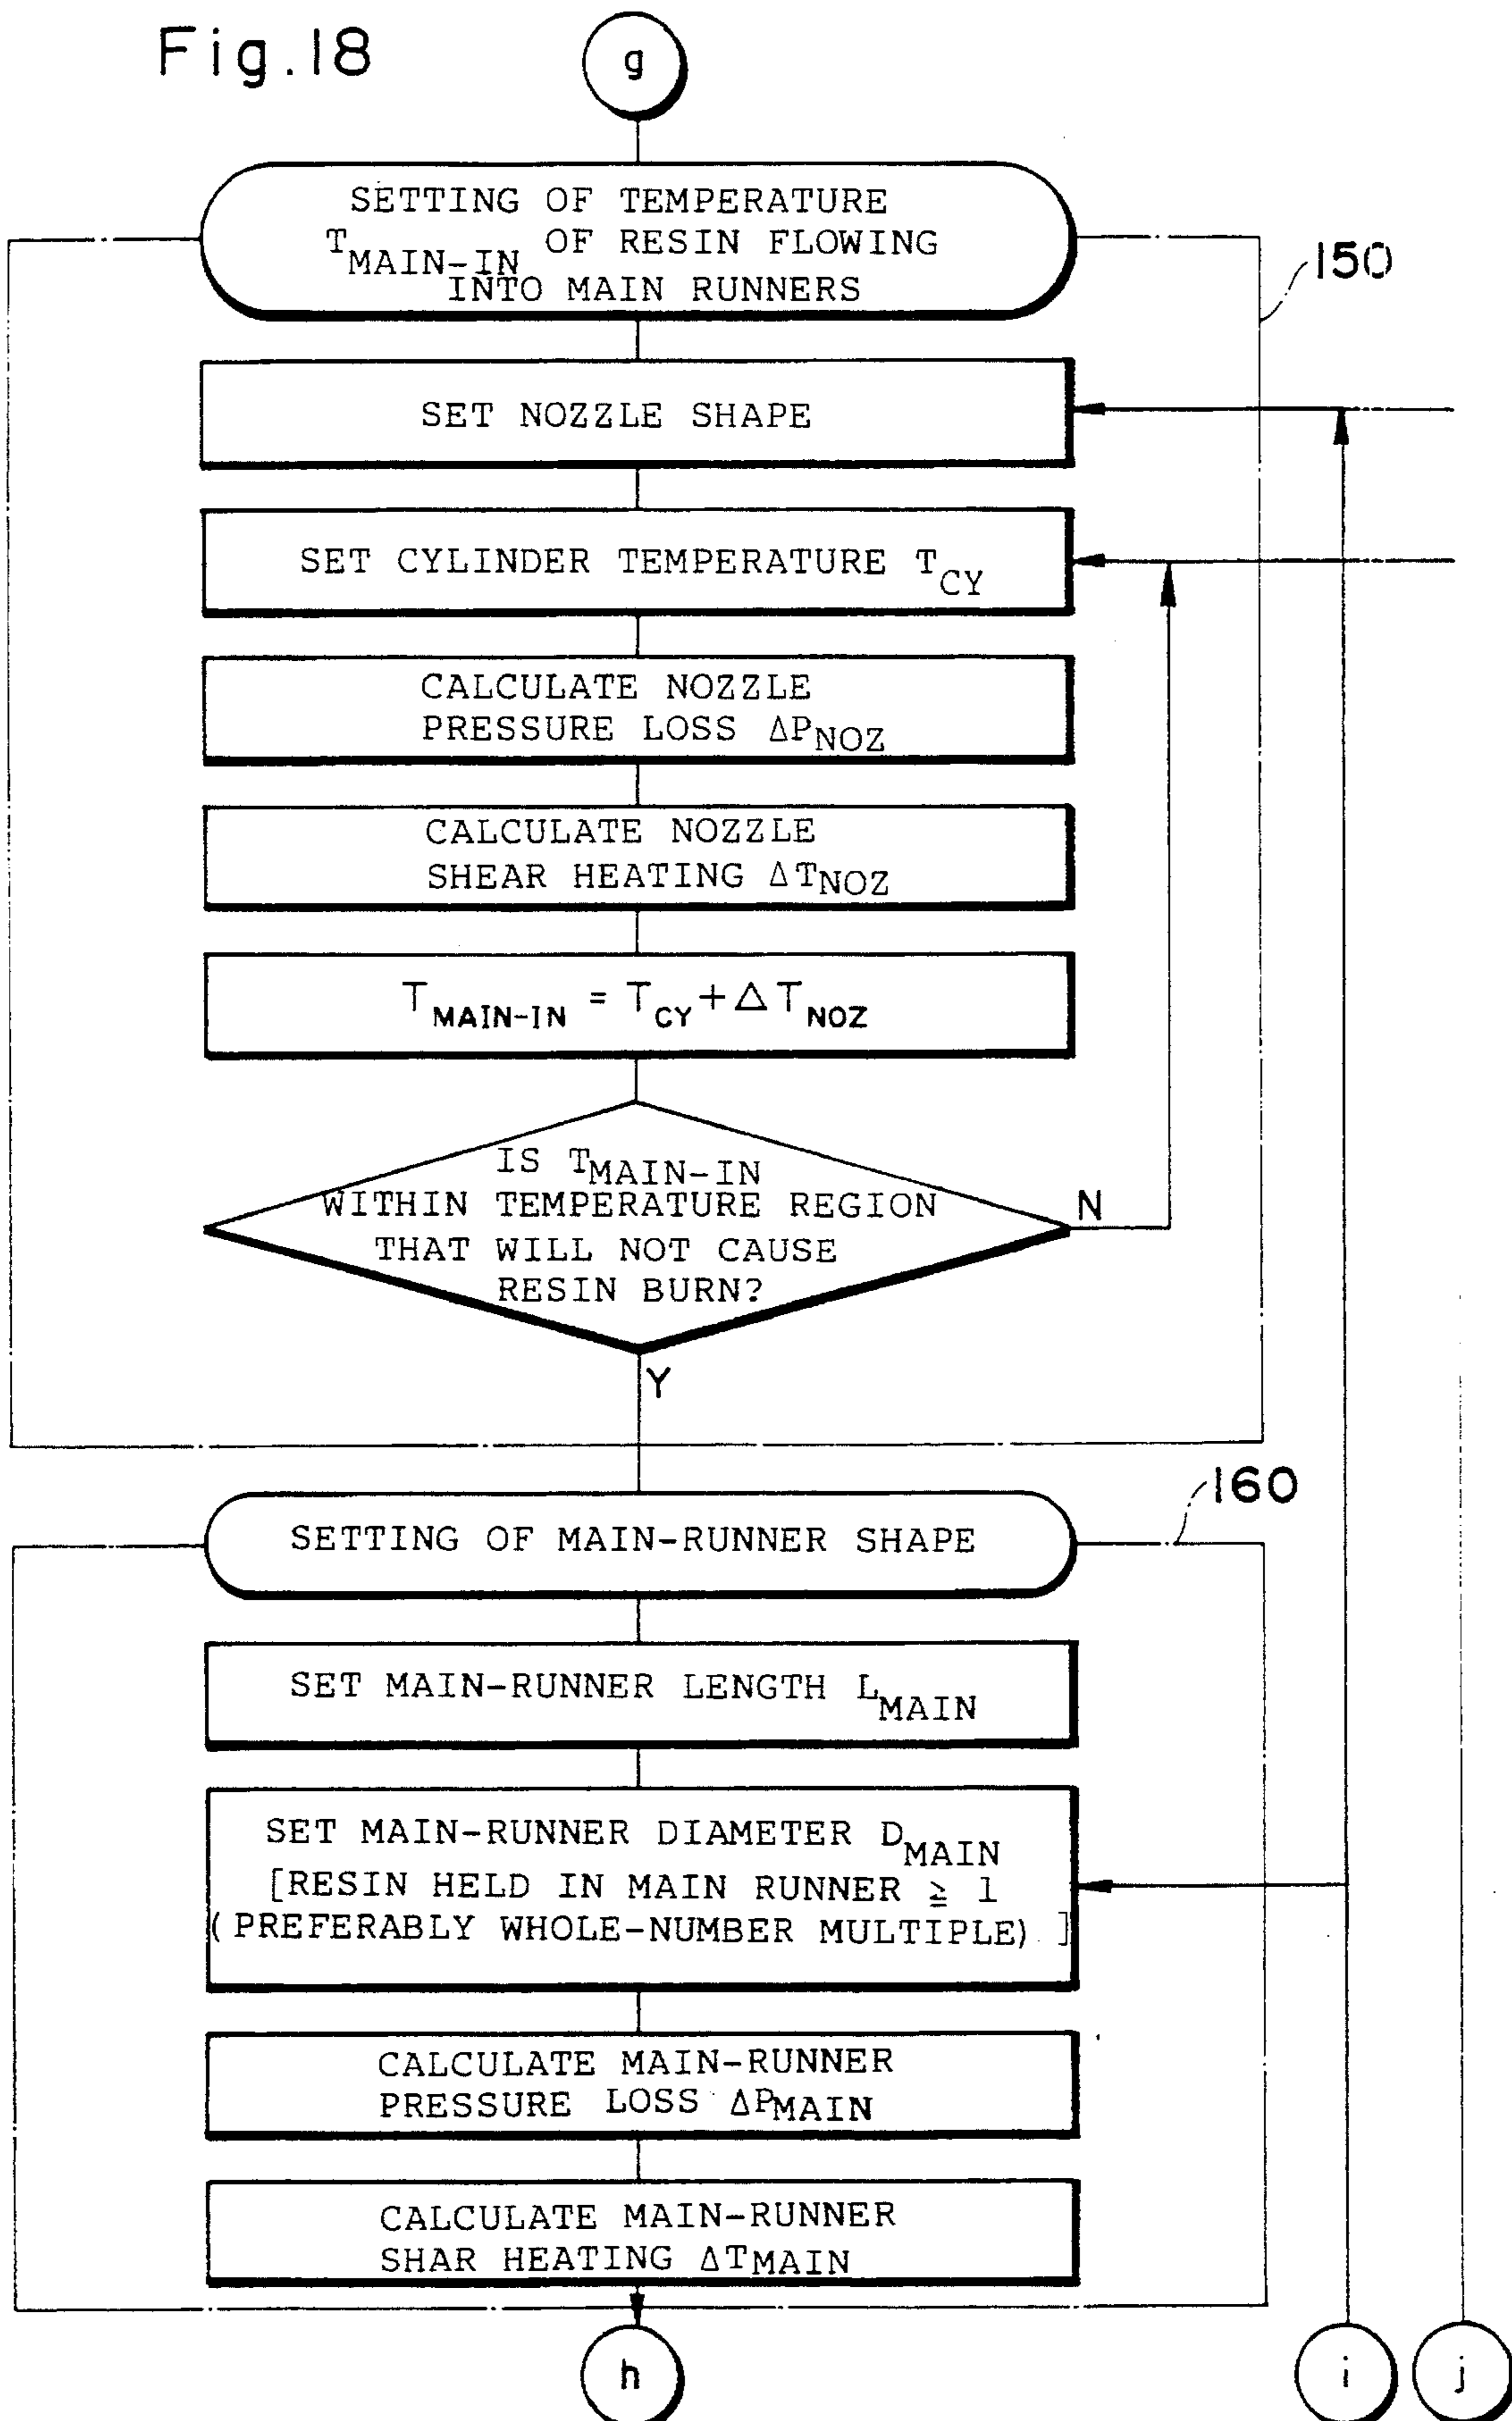 Fig.18
g
SETTING OF TEMPERATURE
TMAIN-IN OF RESIN FLOWING
INTO MAIN RUNNERS
150
SET NOZZLE SHAPE
SET CYLINDER TEMPERATURE TCY
CALCULATE NOZZLE
PRESSURE LOSS ΔPNOZ
CALCULATE NOZZLE
SHEAR HEATING ΔTNOZ
TMAIN-IN = TCY + ΔTNOZ
IS TMAIN-IN
WITHIN TEMPERATURE REGION
THAT WILL NOT CAUSE
RESIN BURN?
N
Y
160
SETTING OF MAIN-RUNNER SHAPE
SET MAIN-RUNNER LENGTH LMAIN
SET MAIN-RUNNER DIAMETER DMAIN
[RESIN HELD IN MAIN RUNNER ≧ 1
(PREFERABLY WHOLE-NUMBER MULTIPLE) ]
CALCULATE MAIN-RUNNER
PRESSURE LOSS ΔPMAIN
CALCULATE MAIN-RUNNER
SHAR HEATING ΔTMAIN
h
i
j